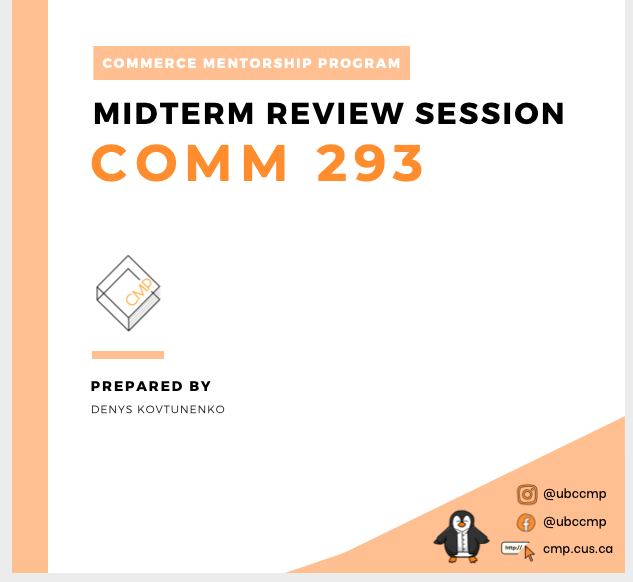 COMMERCE MENTORSHIP PROGRAM
MIDTERM REVIEW SESSION
COMM 293
CMP
PREPARED BY
DENYS KOVTUNENKO
@ubccmp
@ubccmp
http://
cmp.cus.ca